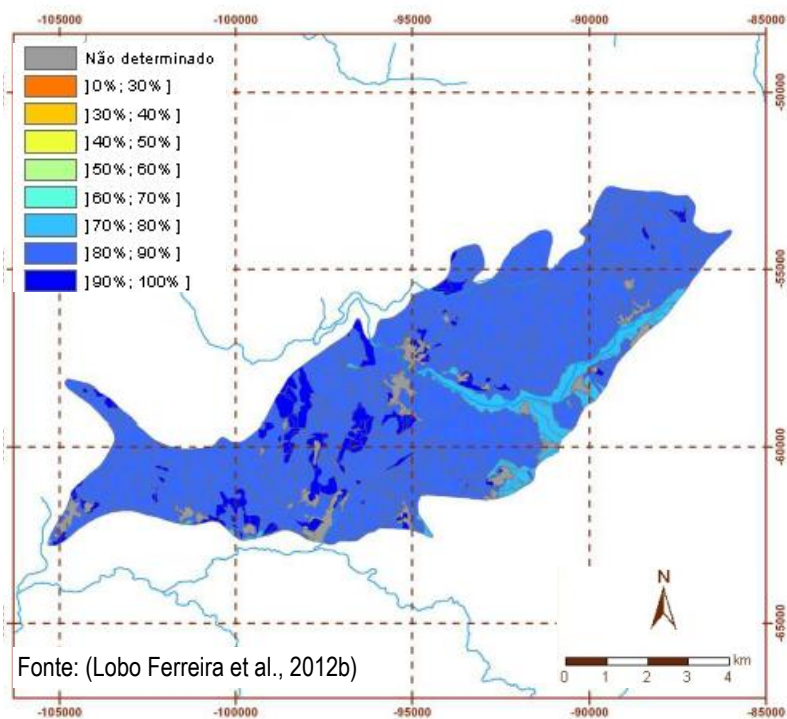 -105000 -100000 -95000 -90000 -85000
Não determinado
]0%; 30%]
]30%; 40%]
]40%; 50%]
]50%; 60%]
]60%; 70%]
]70%; 80%]
]80%; 90%]
]90%; 100%]
-50000
-55000
-60000
-65000
N
km
0 1 2 3 4
Fonte: (Lobo Ferreira et al., 2012b)
-105000 -100000 -95000 -90000 -85000